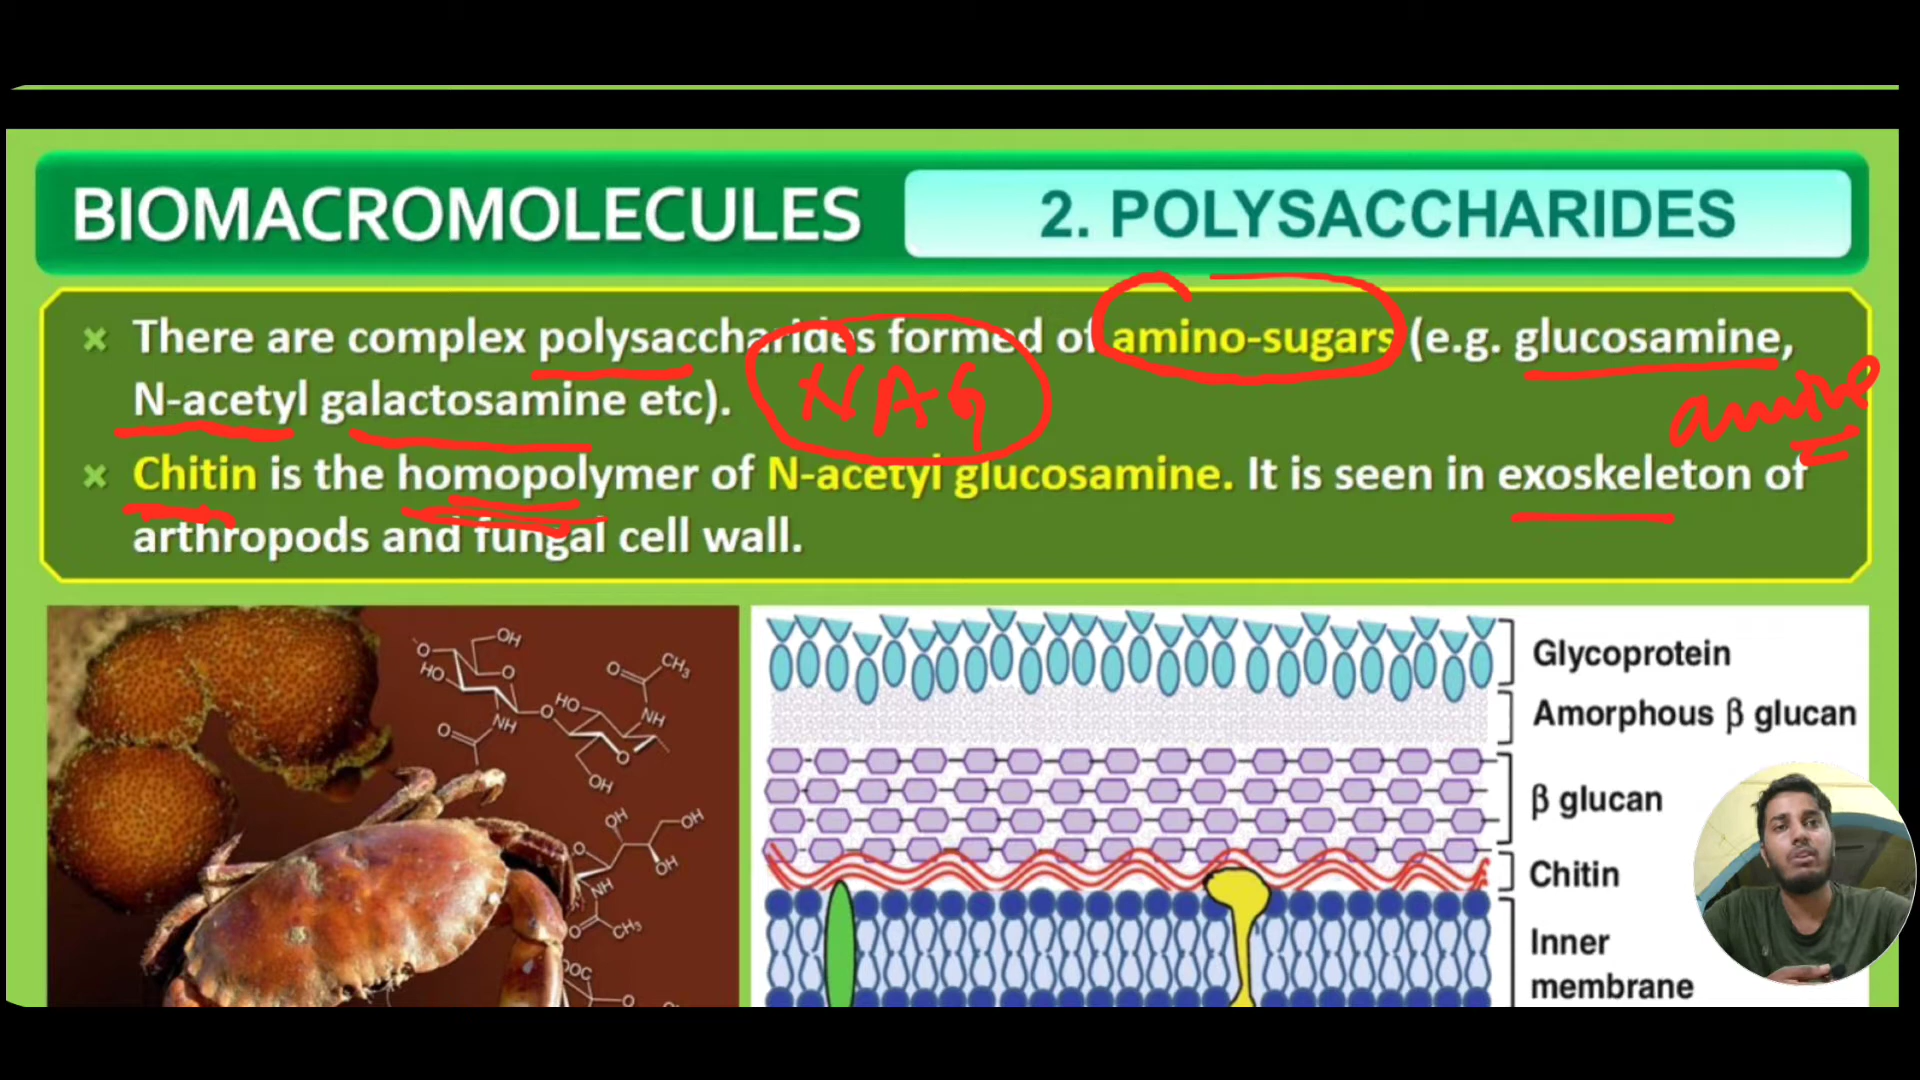 BIOMACROMOLECULES
2. POLYSACCHARIDES
There are complex polysaccharides formed of amino-sugars (e.g. glucosamine,
N-acetyl galactosamine etc).
NAG
amine
Chitin is the homopolymer of N-acetyl glucosamine. It is seen in exoskeleton of
arthropods and fungal cell wall.
OH
O
HO
O
NH
O
O
HO
O
CH₃
NH
O
OH
OH
OH
OH
O
NH
O
CH₃
OOC
O
Glycoprotein
Amorphous β glucan
β glucan
Chitin
Inner
membrane